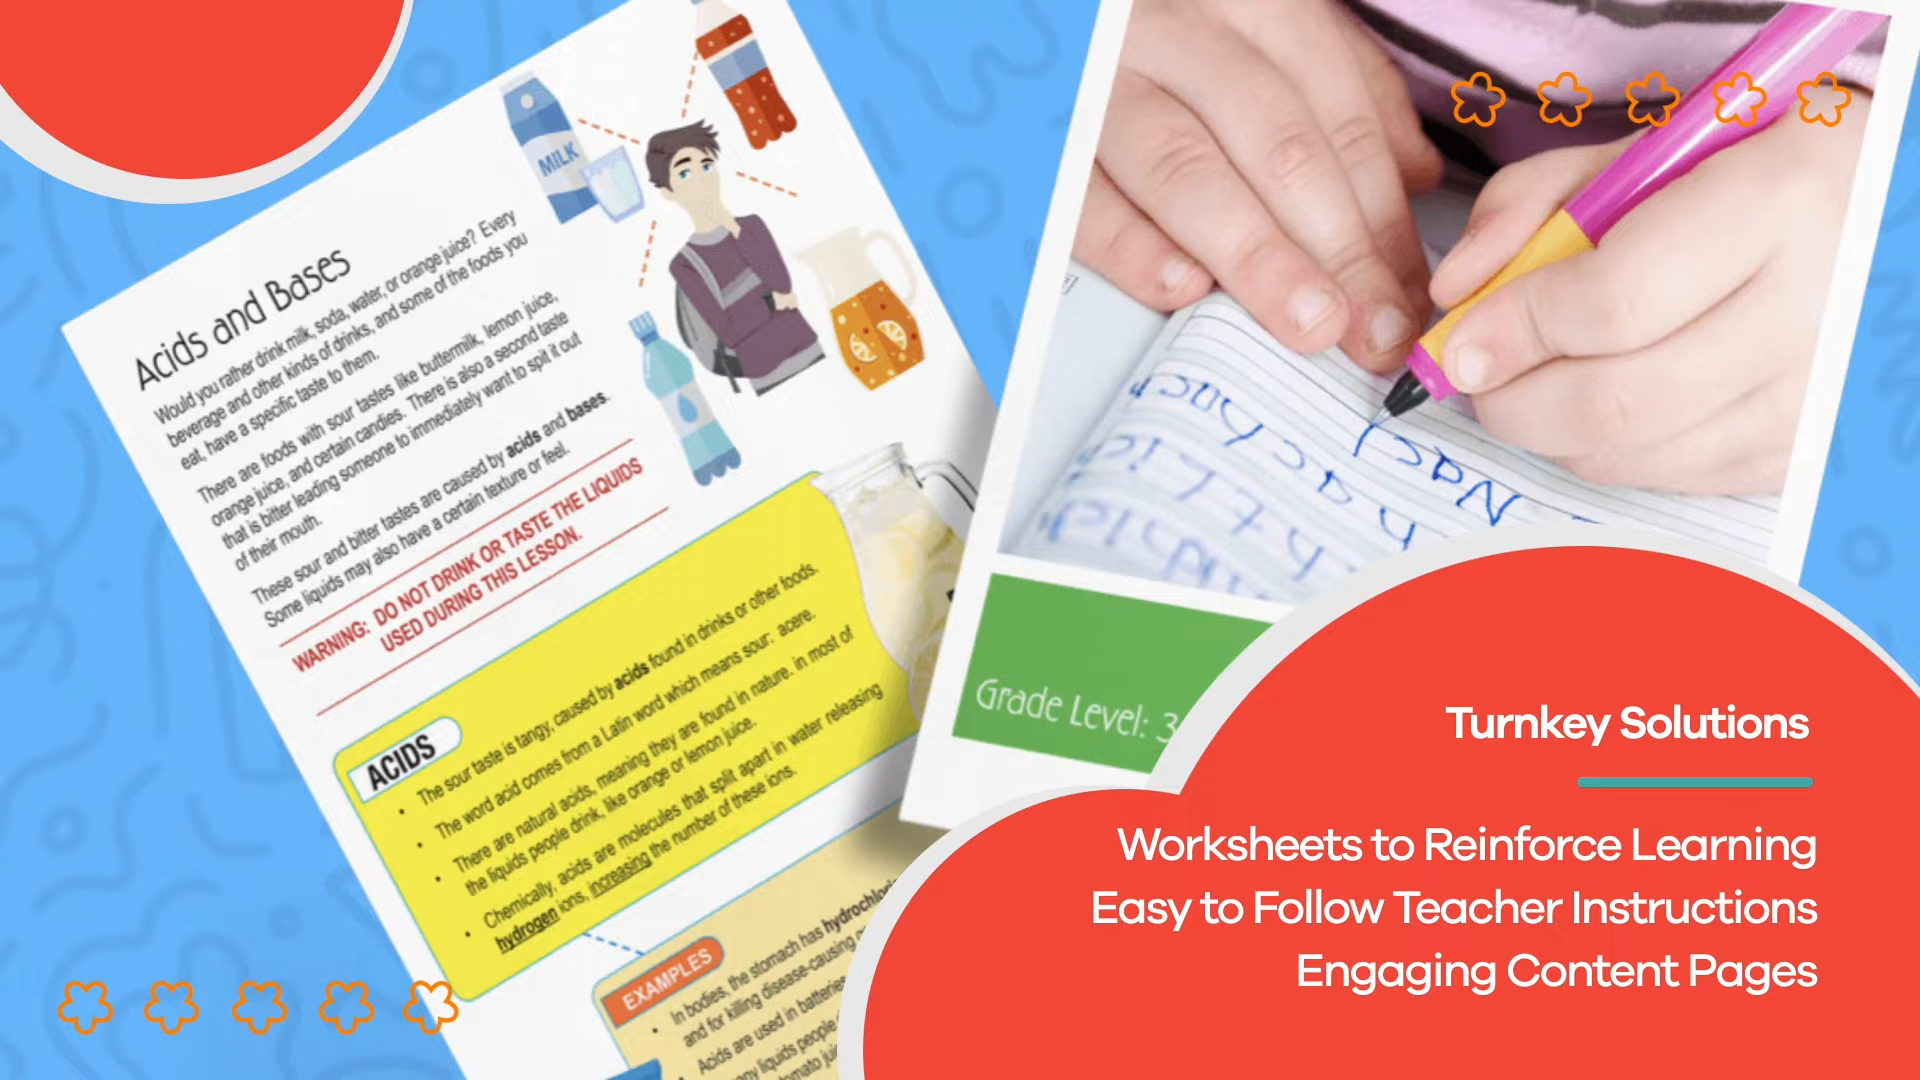 MILK
Acids and Bases
Would you rather drink milk, soda, water, or orange juice? Every
beverage and other kinds of drinks, and some of the foods you
eat, have a specific taste to them.
There are foods with sour tastes like buttermilk, lemon juice,
orange juice, and certain candies. There is also a second taste
that is bitter leading someone to immediately want to spit it out
of their mouth.
These sour and bitter tastes are caused by acids and bases.
Some liquids may also have a certain texture or feel.
WARNING: DO NOT DRINK OR TASTE THE LIQUIDS
USED DURING THIS LESSON.
ACIDS
• The sour taste is tangy, caused by acids found in drinks or other foods.
• The word acid comes from a Latin word which means sour: acere.
• There are natural acids, meaning they are found in nature. in most of
the liquids people drink, like orange or lemon juice.
• Chemically, acids are molecules that split apart in water releasing
hydrogen ions, increasing the number of these ions.
EXAMPLES
• In bodies, the stomach has
and for killing disease-causing
• Acids are used in batteries
liquids people
Grade Level: 3
Turnkey Solutions
Worksheets to Reinforce Learning
Easy to Follow Teacher Instructions
Engaging Content Pages